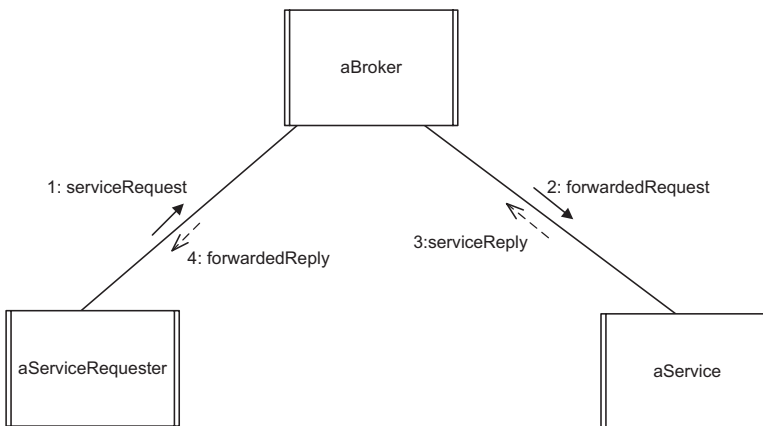 aBroker
1: serviceRequest
2: forwardedRequest
3:serviceReply
4: forwardedReply
aServiceRequester
aService